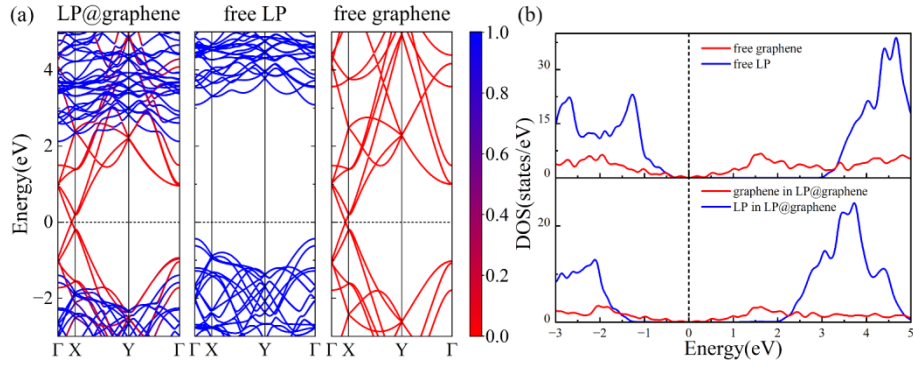 (a) LP@graphene free LP free graphene (b)
Energy(eV)
4
2
0
−2
Γ X Y Γ Γ X Y Γ Γ X Y Γ
1.0
0.8
0.6
0.4
0.2
0.0
DOS(states/eV)
30
15
0
free graphene
free LP
20
0
graphene in LP@graphene
LP in LP@graphene
−3 −2 −1 0 1 2 3 4 5
Energy(eV)